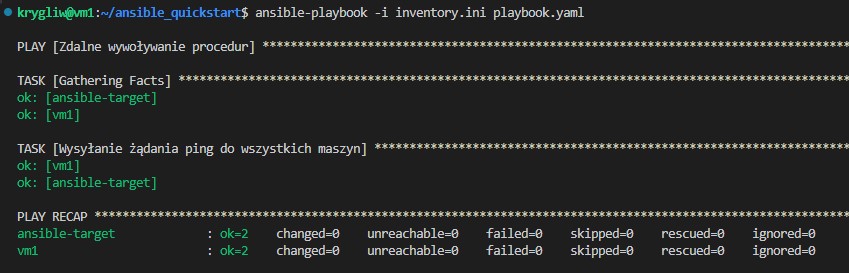 krygliw@vm1:~/ansible_quickstart$ ansible-playbook -i inventory.ini playbook.yaml
PLAY [Zdalne wywoływanie procedur] ************************************************************************************
TASK [Gathering Facts] ************************************************************************************************
ok: [ansible-target]
ok: [vm1]
TASK [Wysyłanie żądania ping do wszystkich maszyn] ********************************************************************
ok: [vm1]
ok: [ansible-target]
PLAY RECAP ************************************************************************************************************
ansible-target : ok=2 changed=0 unreachable=0 failed=0 skipped=0 rescued=0 ignored=0
vm1 : ok=2 changed=0 unreachable=0 failed=0 skipped=0 rescued=0 ignored=0